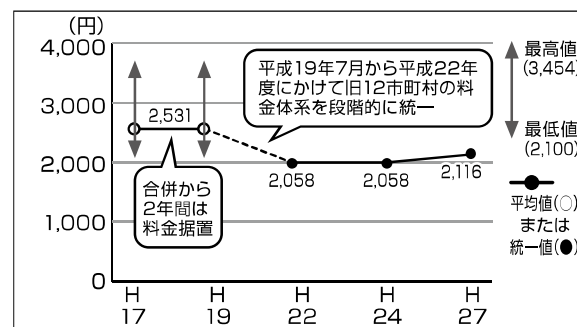 (円)
4,000
3,000
2,000
1,000
0
2,531
合併から
2年間は
料金据置
平成19年7月から平成22年
度にかけて旧12市町村の料
金体系を段階的に統一
2,058
2,058
2,116
H
17
H
19
H
22
H
24
H
27
最高値
(3,454)
最低値
(2,100)
平均値(○)
または
統一値(●)